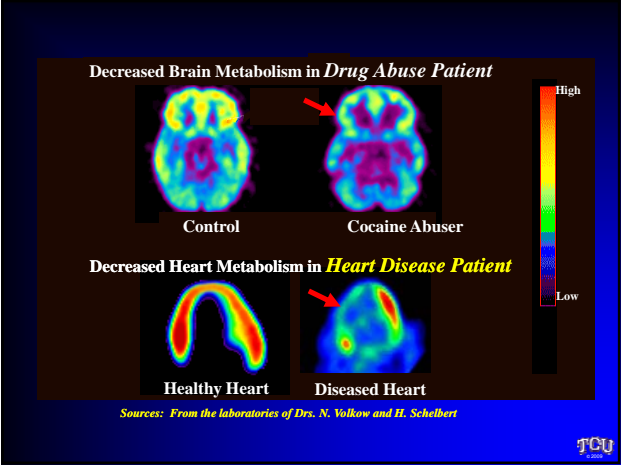 Decreased Brain Metabolism in Drug Abuse Patient
High
Control
Cocaine Abuser
Decreased Heart Metabolism in Heart Disease Patient
Low
Healthy Heart
Diseased Heart
Sources: From the laboratories of Drs. N. Volkow and H. Schelbert
TCU
© 2009